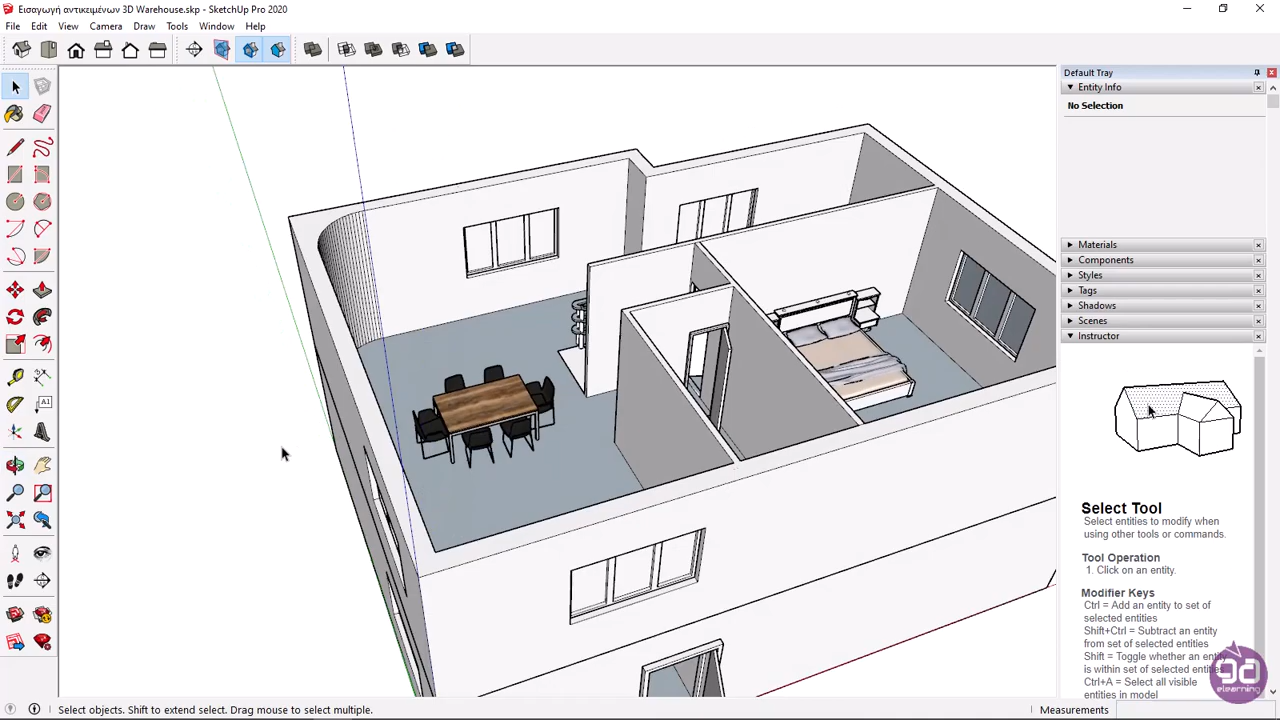 Εισαγωγή αντικειμένων 3D Warehouse.skp - SketchUp Pro 2020
File Edit View Camera Draw Tools Window Help
Default Tray
Entity Info
No Selection
Materials
Components
Styles
Tags
Shadows
Scenes
Instructor
A1
Select Tool
Select entities to modify when
using other tools or commands.
Tool Operation
1. Click on an entity.
Modifier Keys
Ctrl = Add an entity to set of
selected entities
Shift+Ctrl = Subtract an entity
from set of selected entities
Shift = Toggle whether an entity
is within set of selected entities
Ctrl+A = Select all visible
entities in model
elearning
Select objects. Shift to extend select. Drag mouse to select multiple.
Measurements